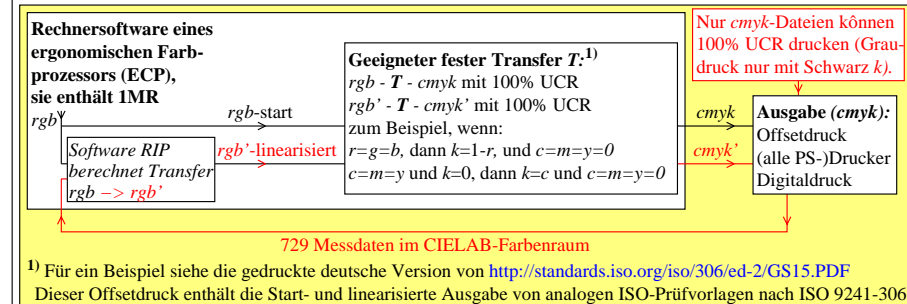 Rechnersoftware eines
ergonomischen Farb-
prozessors (ECP),
sie enthält 1MR
rgb
rgb-start
Software RIP
berechnet Transfer
rgb –> rgb’
rgb’-linearisiert
Geeigneter fester Transfer T:1)
rgb - T - cmyk mit 100% UCR
rgb’ - T - cmyk’ mit 100% UCR
zum Beispiel, wenn:
r=g=b, dann k=1-r, und c=m=y=0
c=m=y und k=0, dann k=c und c=m=y=0
Nur cmyk-Dateien können
100% UCR drucken (Grau-
druck nur mit Schwarz k).
cmyk
cmyk’
Ausgabe (cmyk):
Offsetdruck
(alle PS-)Drucker
Digitaldruck
729 Messdaten im CIELAB-Farbenraum
1) Für ein Beispiel siehe die gedruckte deutsche Version von http://standards.iso.org/iso/306/ed-2/GS15.PDF
Dieser Offsetdruck enthält die Start- und linearisierte Ausgabe von analogen ISO-Prüfvorlagen nach ISO 9241-306